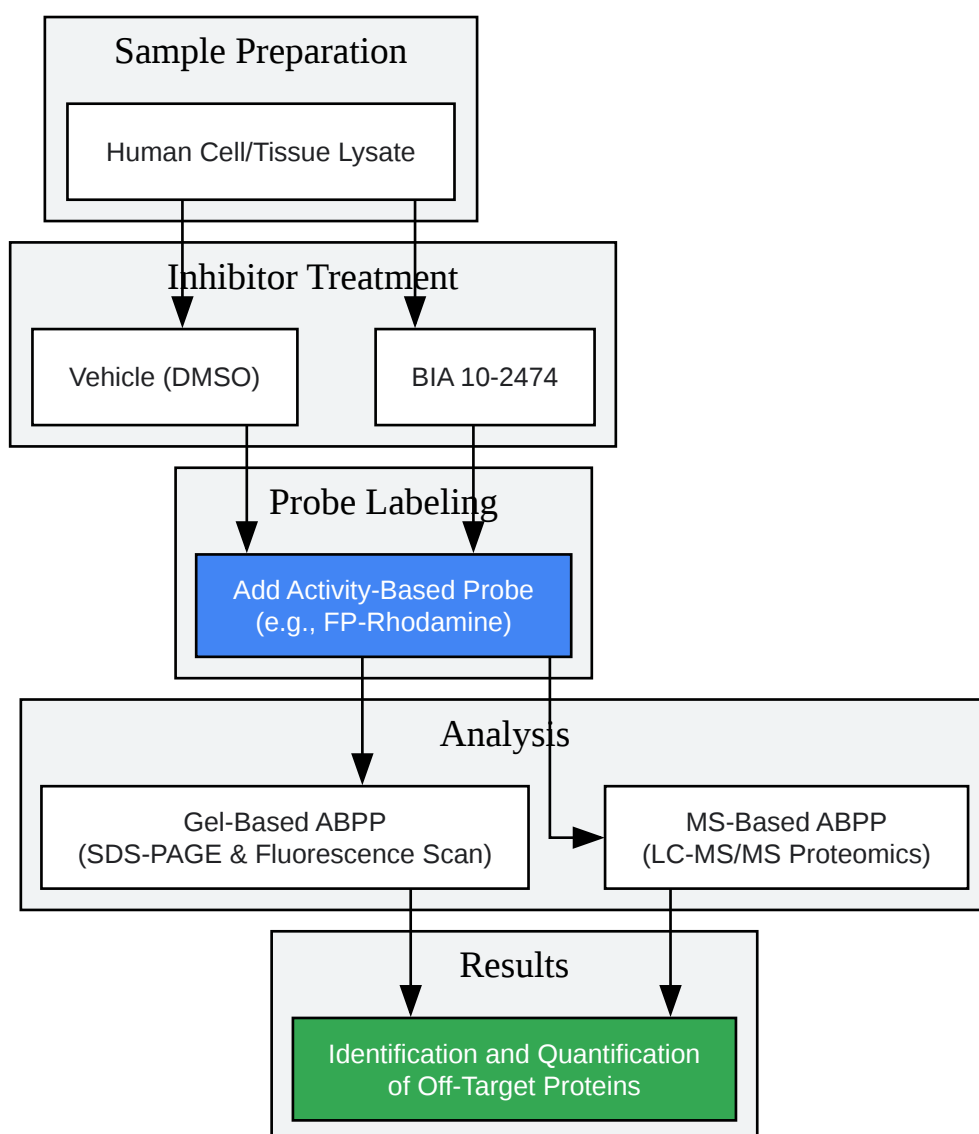 Sample Preparation
Human Cell/Tissue Lysate
Inhibitor Treatment
Vehicle (DMSO)
BIA 10-2474
Probe Labeling
Add Activity-Based Probe
(e.g., FP-Rhodamine)
Analysis
Gel-Based ABPP
(SDS-PAGE & Fluorescence Scan)
MS-Based ABPP
(LC-MS/MS Proteomics)
Results
Identification and Quantification
of Off-Target Proteins